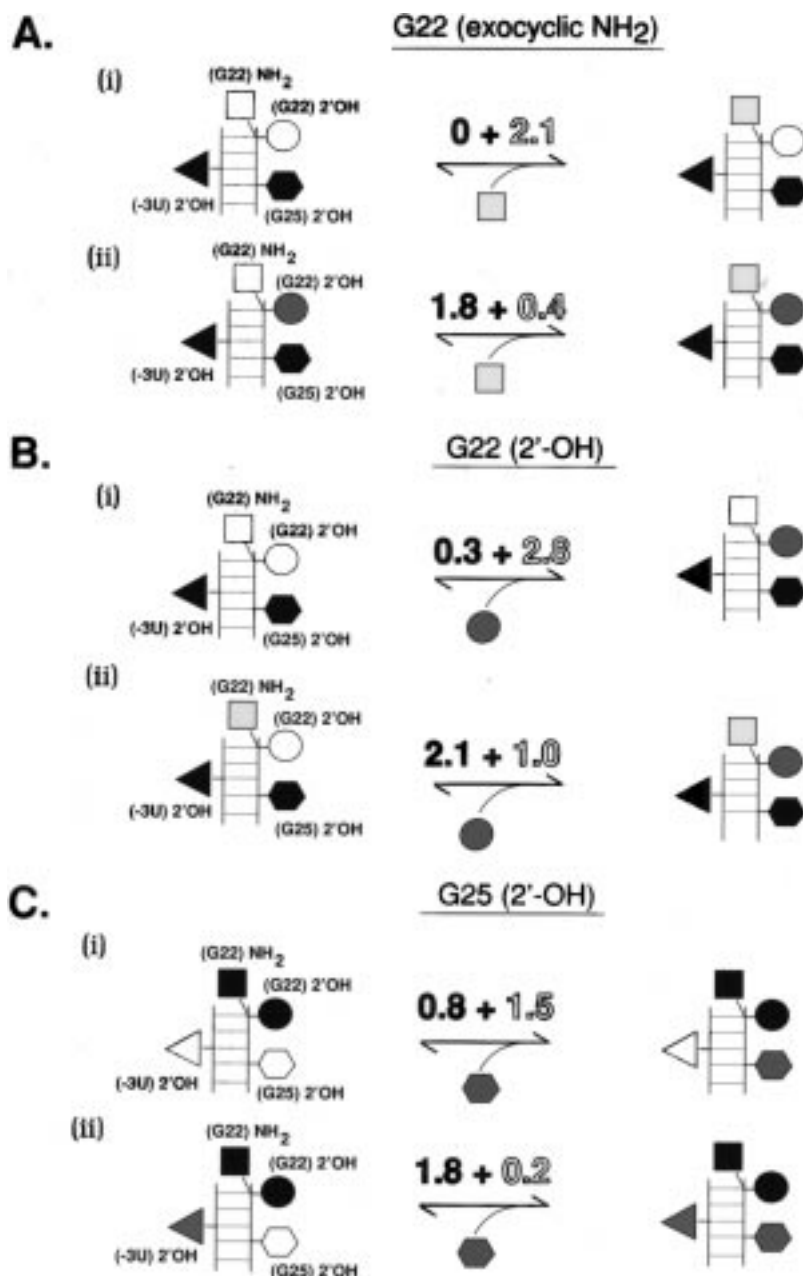 A.
G22 (exocyclic NH2)
(i)
(G22) NH2
(G22) 2'OH
0 + 2.1
(-3U) 2'OH
(G25) 2'OH
(ii)
(G22) NH2
(G22) 2'OH
1.8 + 0.4
(-3U) 2'OH
(G25) 2'OH
B.
G22 (2'-OH)
(i)
(G22) NH2
(G22) 2'OH
0.3 +
(-3U) 2'OH
(G25) 2'OH
(ii)
(G22) NH2
(G22) 2'OH
2.1 + 1.0
(-3U) 2'OH
(G25) 2'OH
C.
G25 (2'-OH)
(i)
(G22) NH2
(G22) 2'OH
0.8 + 1.5
(-3U) 2'OH
(G25) 2'OH
(ii)
(G22) NH2
(G22) 2'OH
1.8 + 0.2
(-3U) 2'OH
(G25) 2'OH